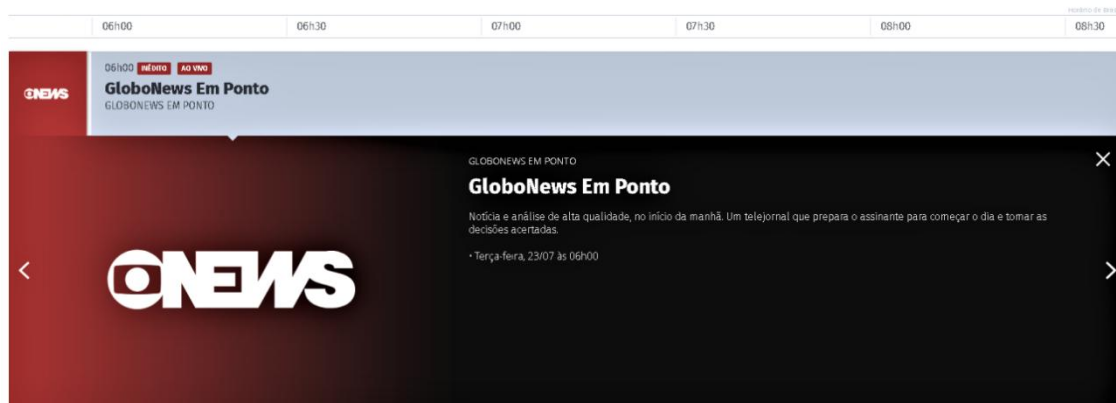 06h00 06h30 07h00 07h30 08h00 08h30
NEWS
06h00 INÉDITO AO VIVO
GloboNews Em Ponto
GLOBONEWS EM PONTO
GLOBONEWS EM PONTO
GloboNews Em Ponto
Notícia e análise de alta qualidade, no início da manhã. Um telejornal que prepara o assinante para começar o dia e tomar as
decisões acertadas.
• Terça-feira, 23/07 às 06h00
NEWS